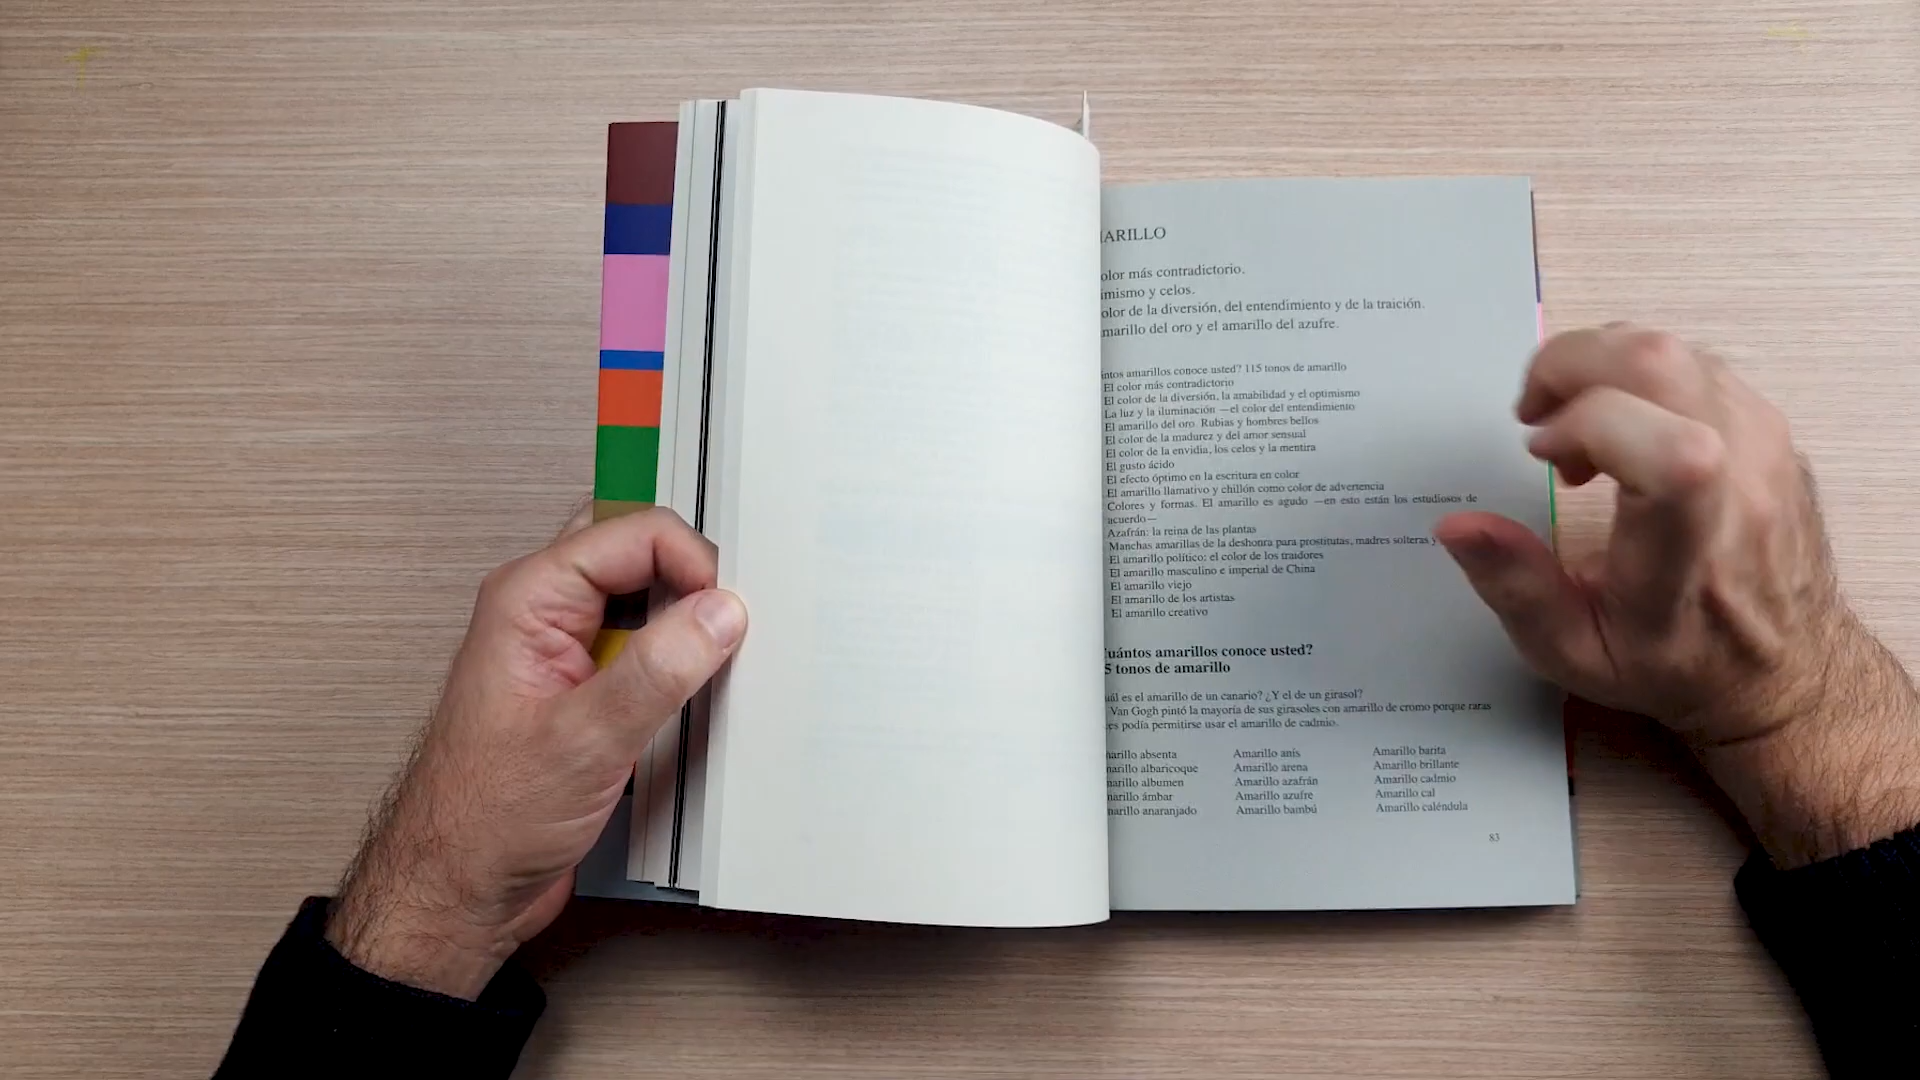 MARILLO
olor más contradictorio.
imismo y celos.
olor de la diversión, del entendimiento y de la traición.
marillo del oro y el amarillo del azufre.
ntos amarillos conoce usted? 115 tonos de amarillo
El color más contradictorio
El color de la diversión, la amabilidad y el optimismo
La luz y la iluminación —el color del entendimiento
El amarillo del oro. Rubias y hombres bellos
El color de la madurez y del amor sensual
El color de la envidia, los celos y la mentira
El gusto ácido
El efecto óptimo en la escritura en color
El amarillo llamativo y chillón como color de advertencia
Colores y formas. El amarillo es agudo —en esto están los estudiosos de
acuerdo—
Azafrán: la reina de las plantas
Manchas amarillas de la deshonra para prostitutas, madres solteras y
El amarillo político: el color de los traidores
El amarillo masculino e imperial de China
El amarillo viejo
El amarillo de los artistas
El amarillo creativo
uántos amarillos conoce usted?
5 tonos de amarillo
uál es el amarillo de un canario? ¿Y el de un girasol?
Van Gogh pintó la mayoría de sus girasoles con amarillo de cromo porque raras
ces podía permitirse usar el amarillo de cadmio.
marillo absenta Amarillo anís Amarillo barita
marillo albaricoque Amarillo arena Amarillo brillante
marillo albumen Amarillo azafrán Amarillo cadmio
marillo ámbar Amarillo azufre Amarillo cal
marillo anaranjado Amarillo bambú Amarillo caléndula
83